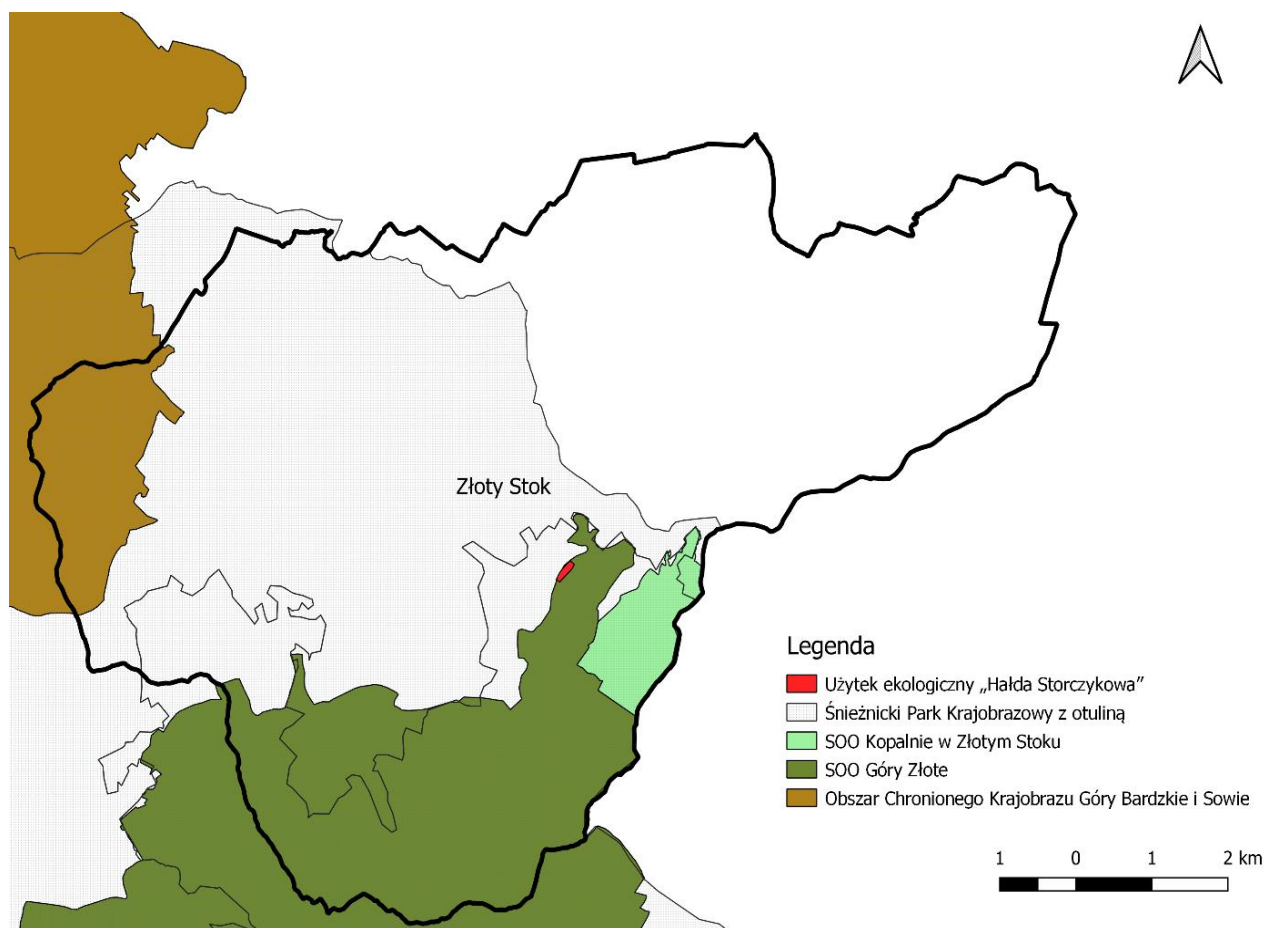 Złoty Stok
Legenda
Użytek ekologiczny „Hałda Storczykowa”
Śnieżnicki Park Krajobrazowy z otuliną
SOO Kopalnie w Złotym Stoku
SOO Góry Złote
Obszar Chronionego Krajobrazu Góry Bardzkie i Sowie
1 0 1 2 km